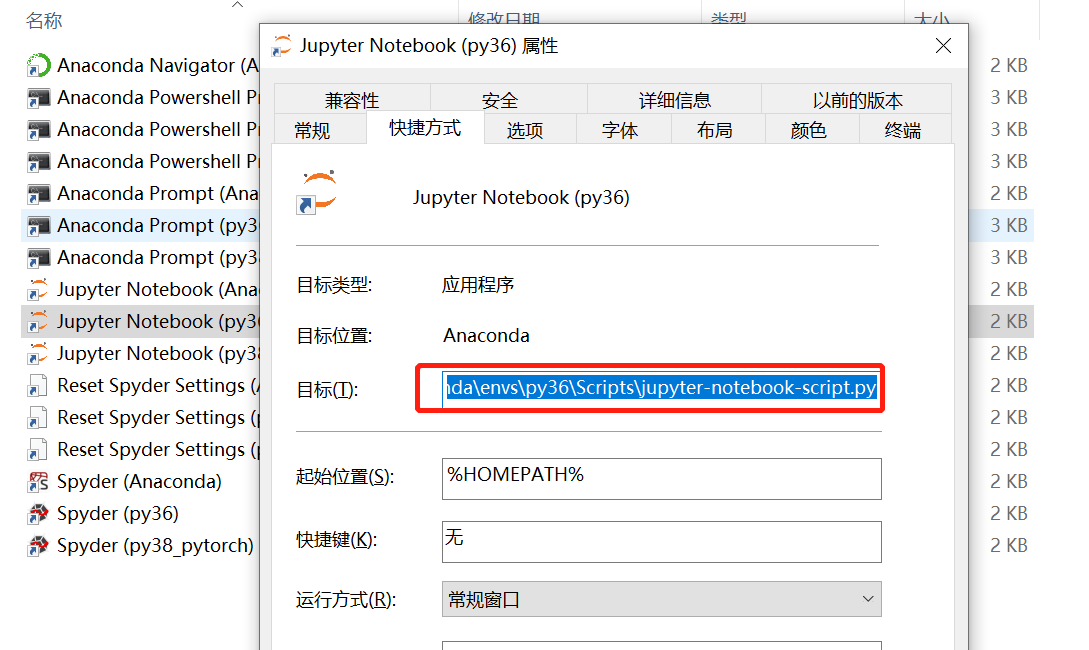 名称
修改日期
类型
大小
Jupyter Notebook (py36) 属性
兼容性
安全
详细信息
以前的版本
常规
快捷方式
选项
字体
布局
颜色
终端
Jupyter Notebook (py36)
目标类型:
应用程序
目标位置:
Anaconda
目标(T):
nda\envs\py36\Scripts\jupyter-notebook-script.py
起始位置(S):
%HOMEPATH%
快捷键(K):
无
运行方式(R):
常规窗口
Anaconda Navigator (A
2 KB
Anaconda Powershell Pr
3 KB
Anaconda Powershell Pr
3 KB
Anaconda Powershell Pr
3 KB
Anaconda Prompt (Ana
2 KB
Anaconda Prompt (py3
3 KB
Anaconda Prompt (py3
3 KB
Jupyter Notebook (Ana
2 KB
Jupyter Notebook (py36
2 KB
Jupyter Notebook (py38
2 KB
Reset Spyder Settings (
2 KB
Reset Spyder Settings (
2 KB
Reset Spyder Settings (
2 KB
Spyder (Anaconda)
2 KB
Spyder (py36)
2 KB
Spyder (py38_pytorch)
2 KB